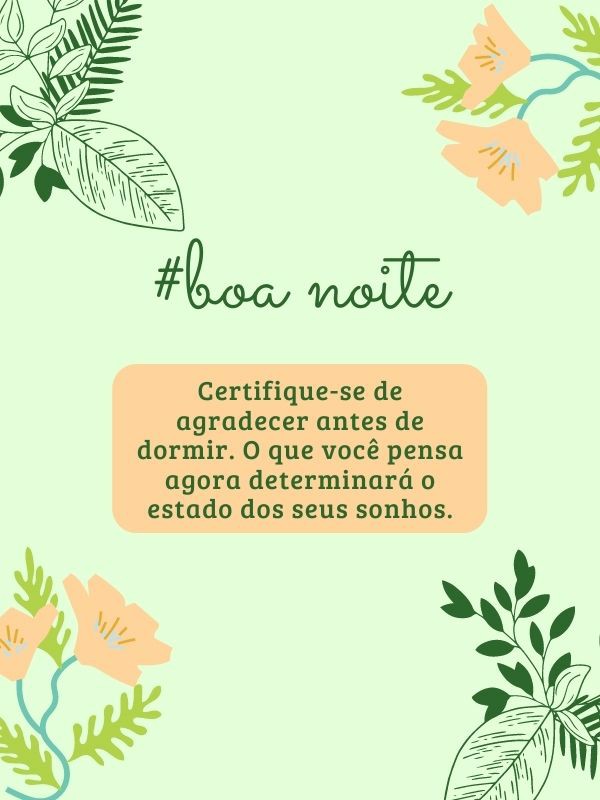 #boa noite
Certifique-se de
agradecer antes de
dormir. O que você pensa
agora determinará o
estado dos seus sonhos.